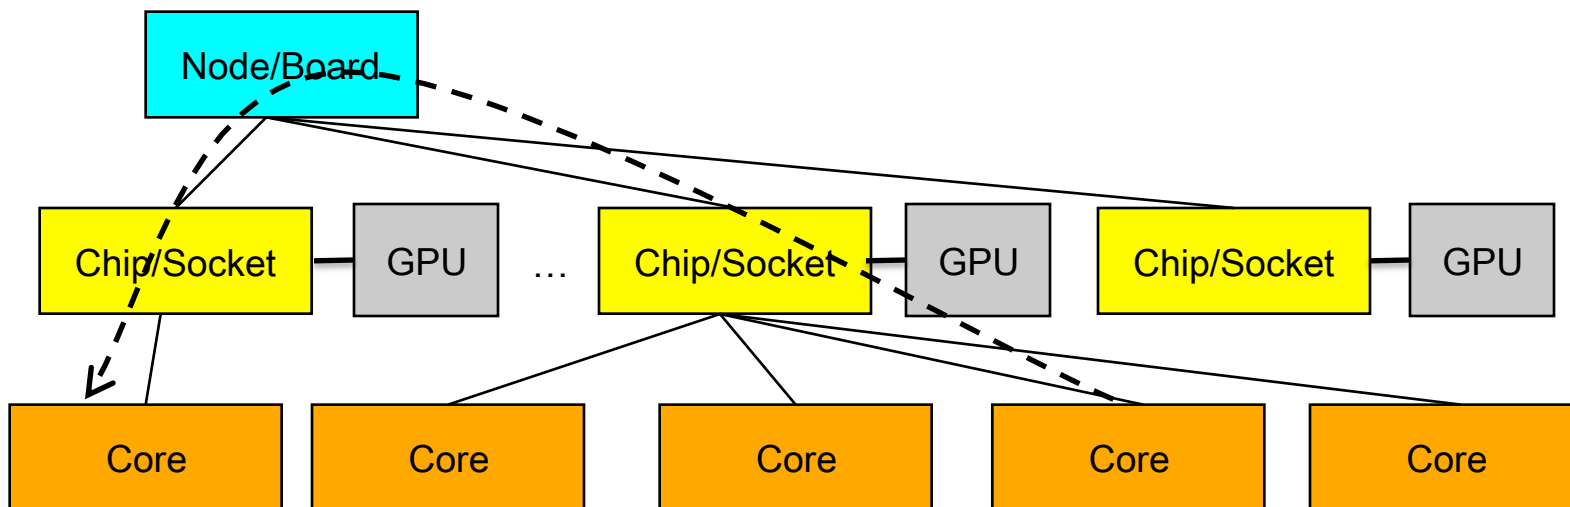 Node/Board
Chip/Socket
GPU
...
Chip/Socket
GPU
Chip/Socket
GPU
Core
Core
Core
Core
Core